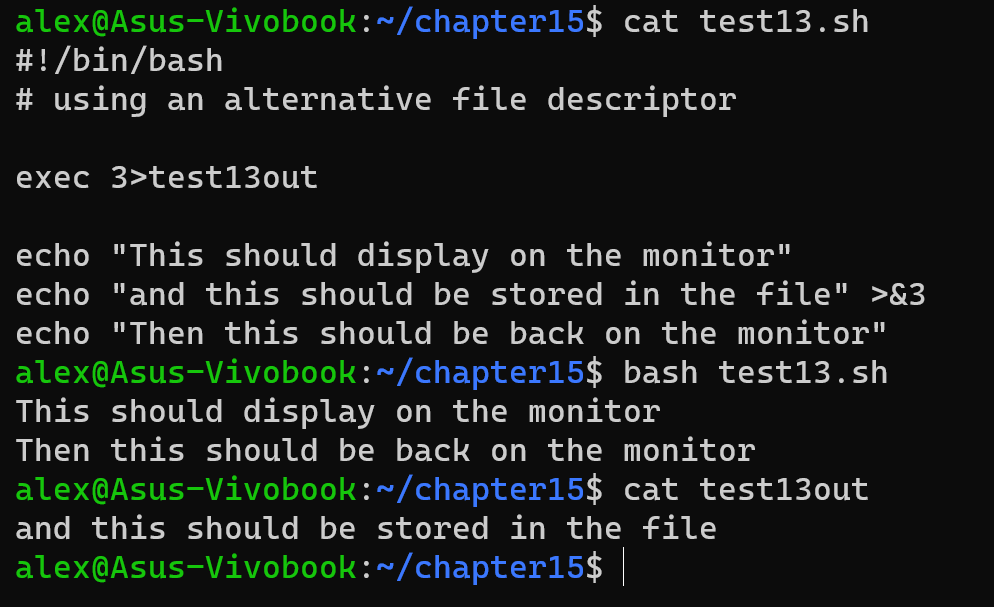 alex@Asus-Vivobook:~/chapter15$ cat test13.sh
#!/bin/bash
# using an alternative file descriptor
exec 3>test13out
echo "This should display on the monitor"
echo "and this should be stored in the file" >&3
echo "Then this should be back on the monitor"
alex@Asus-Vivobook:~/chapter15$ bash test13.sh
This should display on the monitor
Then this should be back on the monitor
alex@Asus-Vivobook:~/chapter15$ cat test13out
and this should be stored in the file
alex@Asus-Vivobook:~/chapter15$